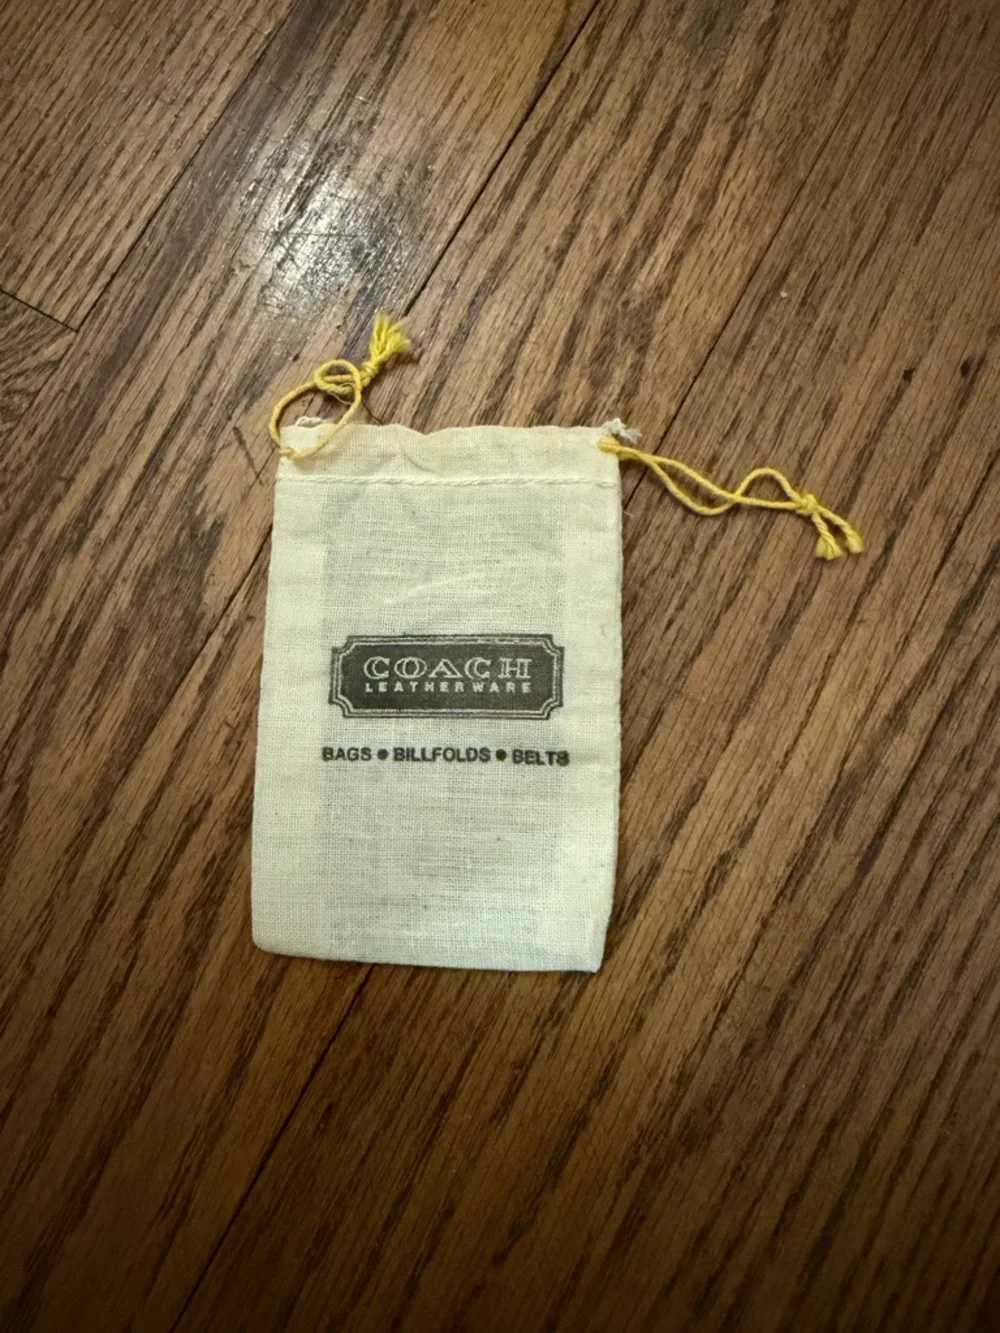 COACH
LEATHERWARE
BAGS ● BILLFOLDS ● BELTS